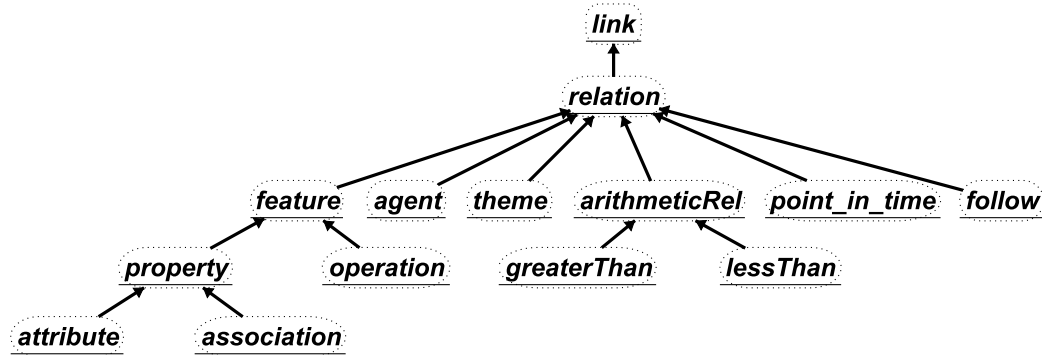 link
relation
feature agent theme arithmeticRel point_in_time follow
property operation greaterThan lessThan
attribute association